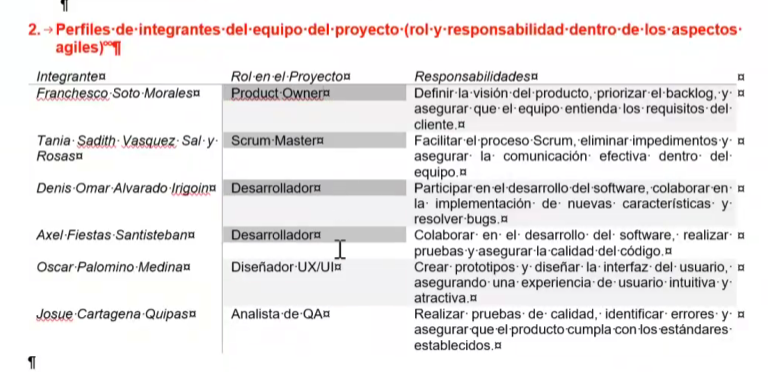 2. Perfiles de integrantes del equipo del proyecto (rol y responsabilidad dentro de los aspectos
agiles)
Integrante Rol en el Proyecto Responsabilidades
Franchesco Soto Morales Product Owner Definir la visión del producto, priorizar el backlog, y
asegurar que el equipo entienda los requisitos del
cliente.
Tania Sadith Vasquez Sal y Scrum Master Facilitar el proceso Scrum, eliminar impedimentos y
Rosas asegurar la comunicación efectiva dentro del
equipo.
Denis Omar Alvarado Irigoin Desarrollador Participar en el desarrollo del software, colaborar en
la implementación de nuevas características y
resolver bugs.
Axel Fiestas Santisteban Desarrollador Colaborar en el desarrollo del software, realizar
pruebas y asegurar la calidad del código.
Oscar Palomino Medina Diseñador UX/UI Crear prototipos y diseñar la interfaz del usuario,
asegurando una experiencia de usuario intuitiva y
atractiva.
Josue Cartagena Quipas Analista de QA Realizar pruebas de calidad, identificar errores y
asegurar que el producto cumpla con los estándares
establecidos.